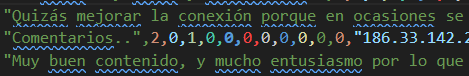 "Quizás mejorar la conexión porque en ocasiones se
"Comentarios..",2,0,1,0,0,0,0,0,0,0,0,"186.33.142.2
"Muy buen contenido, y mucho entusiasmo por lo que